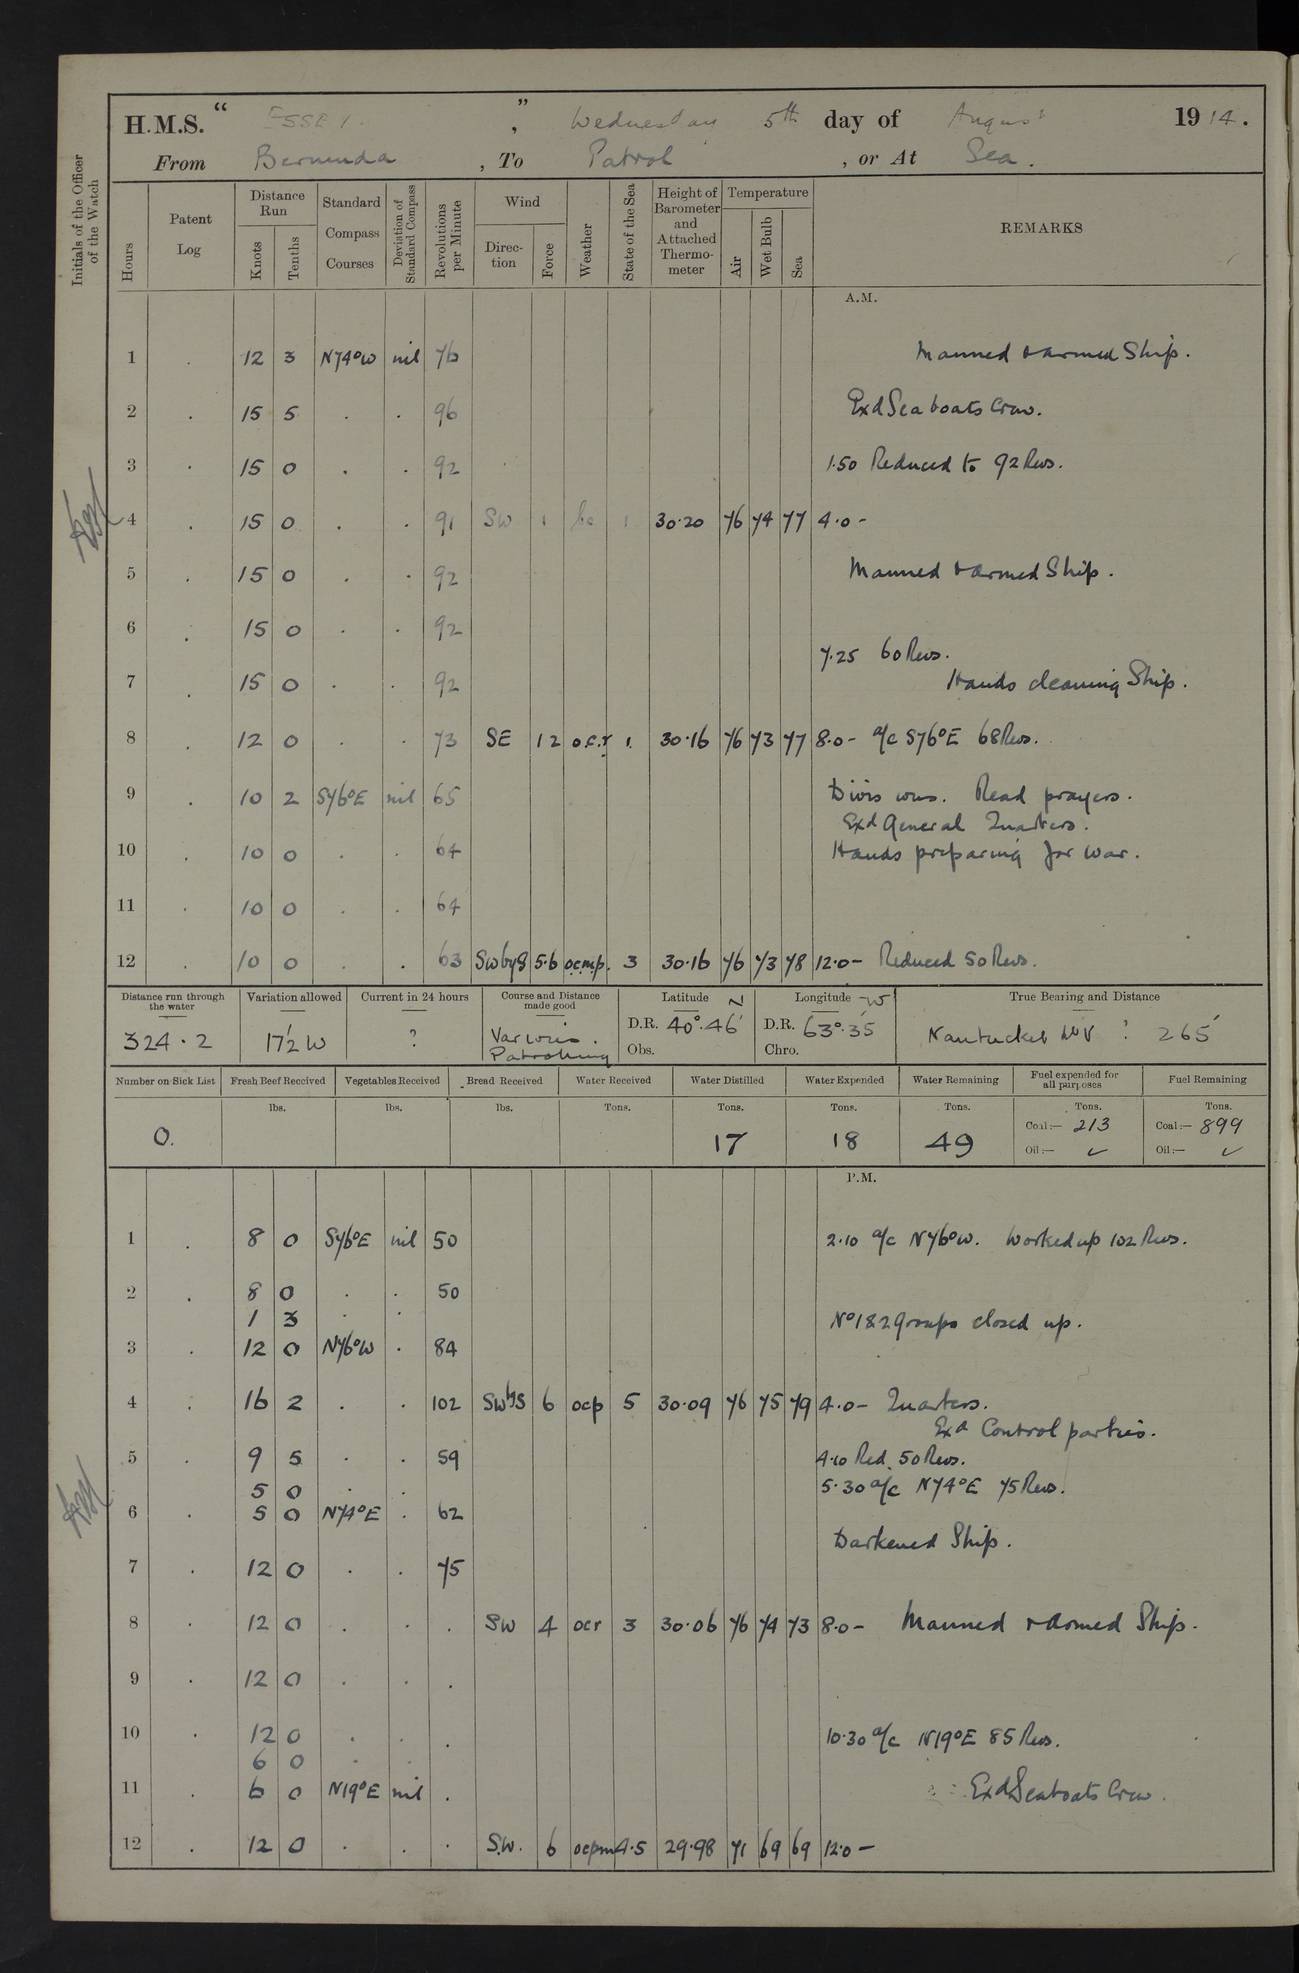 H.M.S. “ ESSEX ” , Wednesday 5th day of August 1914.
From Bermuda , To Patrol , or At Sea.
Initials of the Officer of the Watch
Hours Patent Log Distance Run Knots Tenths Standard Compass Courses Deviation of Standard Compass Revolutions per Minute Wind Direction Force Weather State of the Sea Height of Barometer and Attached Thermometer Temperature Air Wet Bulb Sea REMARKS
A.M.
1 . 12 3 N74°W nil 76 Manned & armed Ship.
2 . 15 5 . . 96 Exd Sea boats Crew.
3 . 15 0 . . 92 1.50 Reduced to 92 Revs.
4 . 15 0 . . 91 SW 1 bc 1 30.20 76 74 77 4.0 -
5 . 15 0 . . 92 Manned & armed Ship.
6 . 15 0 . . 92
7.25 60 Revs.
7 . 15 0 . . 92 Hands cleaning Ship.
8 . 12 0 . . 73 SE 1 2 o.c.r 1. 30.16 76 73 77 8.0 - a/c S76°E 68 Revs.
9 . 10 2 S76°E nil 65 Divisions. Read prayers.
Exd General Quarters.
10 . 10 0 . . 64 Hands preparing for war.
11 . 10 0 . . 64
12 . 10 0 . . 63 SW by S 5.6 o.c.m.p. 3 30.16 76 73 78 12.0 - Reduced 50 Revs.
Distance run through the water Variation allowed Current in 24 hours Course and Distance made good Latitude N Longitude W True Bearing and Distance
324.2 17½ W ? Various. Patrolling D.R. 40°.46' Obs. D.R. 63°.35' Chro. Nantucket LtV ? 265'
Number on Sick List Fresh Beef Received Vegetables Received Bread Received Water Received Water Distilled Water Expended Water Remaining Fuel expended for all purposes Fuel Remaining
lbs. lbs. lbs. Tons. Tons. Tons. Tons. Tons. Tons.
0. 17 18 49 Coal:— 213 Coal:— 899
Oil:— ✓ Oil:— ✓
P.M.
1 . 8 0 S76°E nil 50 2.10 a/c N76°W. Worked up 102 Revs.
2 . 8 0 . . 50
1 3 . . No 1 & 2 groups closed up.
3 . 12 0 N76°W . 84
4 . 16 2 . . 102 SW by S 6 ocp 5 30.09 76 75 79 4.0 - Quarters.
Exd Control parties.
5 . 9 5 . . 59 4.10 Red. 50 Revs.
5 0 . . 5.30 a/c N74°E 75 Revs.
6 . 5 0 N74°E . 62
Darkened Ship.
7 . 12 0 . . 75
8 . 12 0 . . . SW 4 ocr 3 30.06 76 74 73 8.0 - Manned & Armed Ship.
9 . 12 0 . . .
10 . 12 0 . . . 10.30 a/c N19°E 85 Revs.
6 0 . .
11 . 6 0 N19°E nil . Exd Seaboats Crew.
12 . 12 0 . . . S.W. 6 ocpm 4.5 29.98 71 69 69 12.0 -